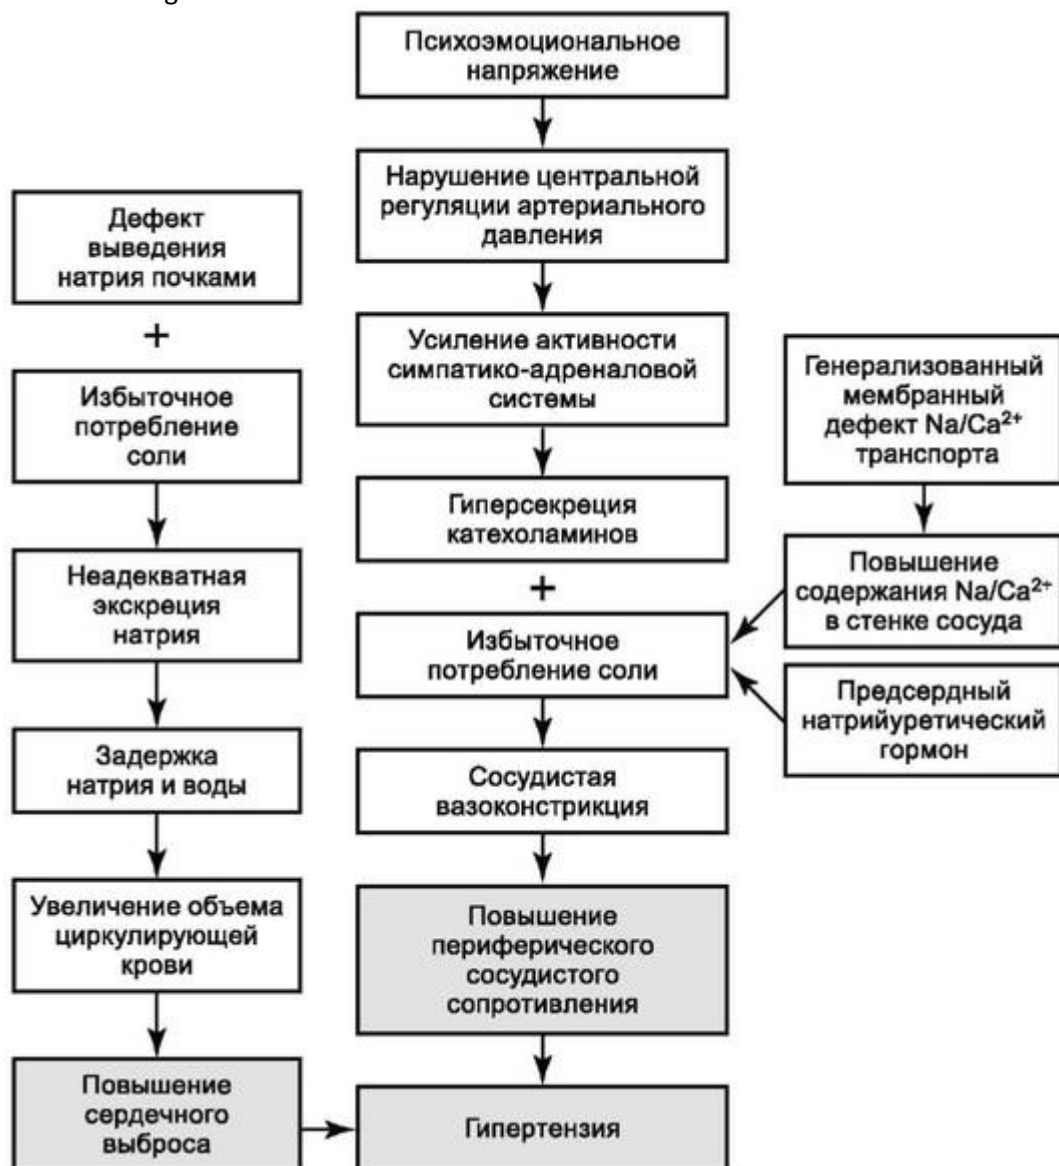 Психоэмоциональное
напряжение
Нарушение центральной
регуляции артериального
давления
Дефект
выведения
натрия почками
+
Избыточное
потребление
соли
Усиление активности
симпатико-адреналовой
системы
Генерализованный
мембранный
дефект Na/Ca²⁺
транспорта
Гиперсекреция
катехоламинов
+
Неадекватная
экскреция
натрия
Повышение
содержания Na/Ca²⁺
в стенке сосуда
Избыточное
потребление соли
Предсердный
натрийуретический
гормон
Задержка
натрия и воды
Сосудистая
вазоконстрикция
Увеличение объема
циркулирующей
крови
Повышение
периферического
сосудистого
сопротивления
Повышение
сердечного
выброса
Гипертензия